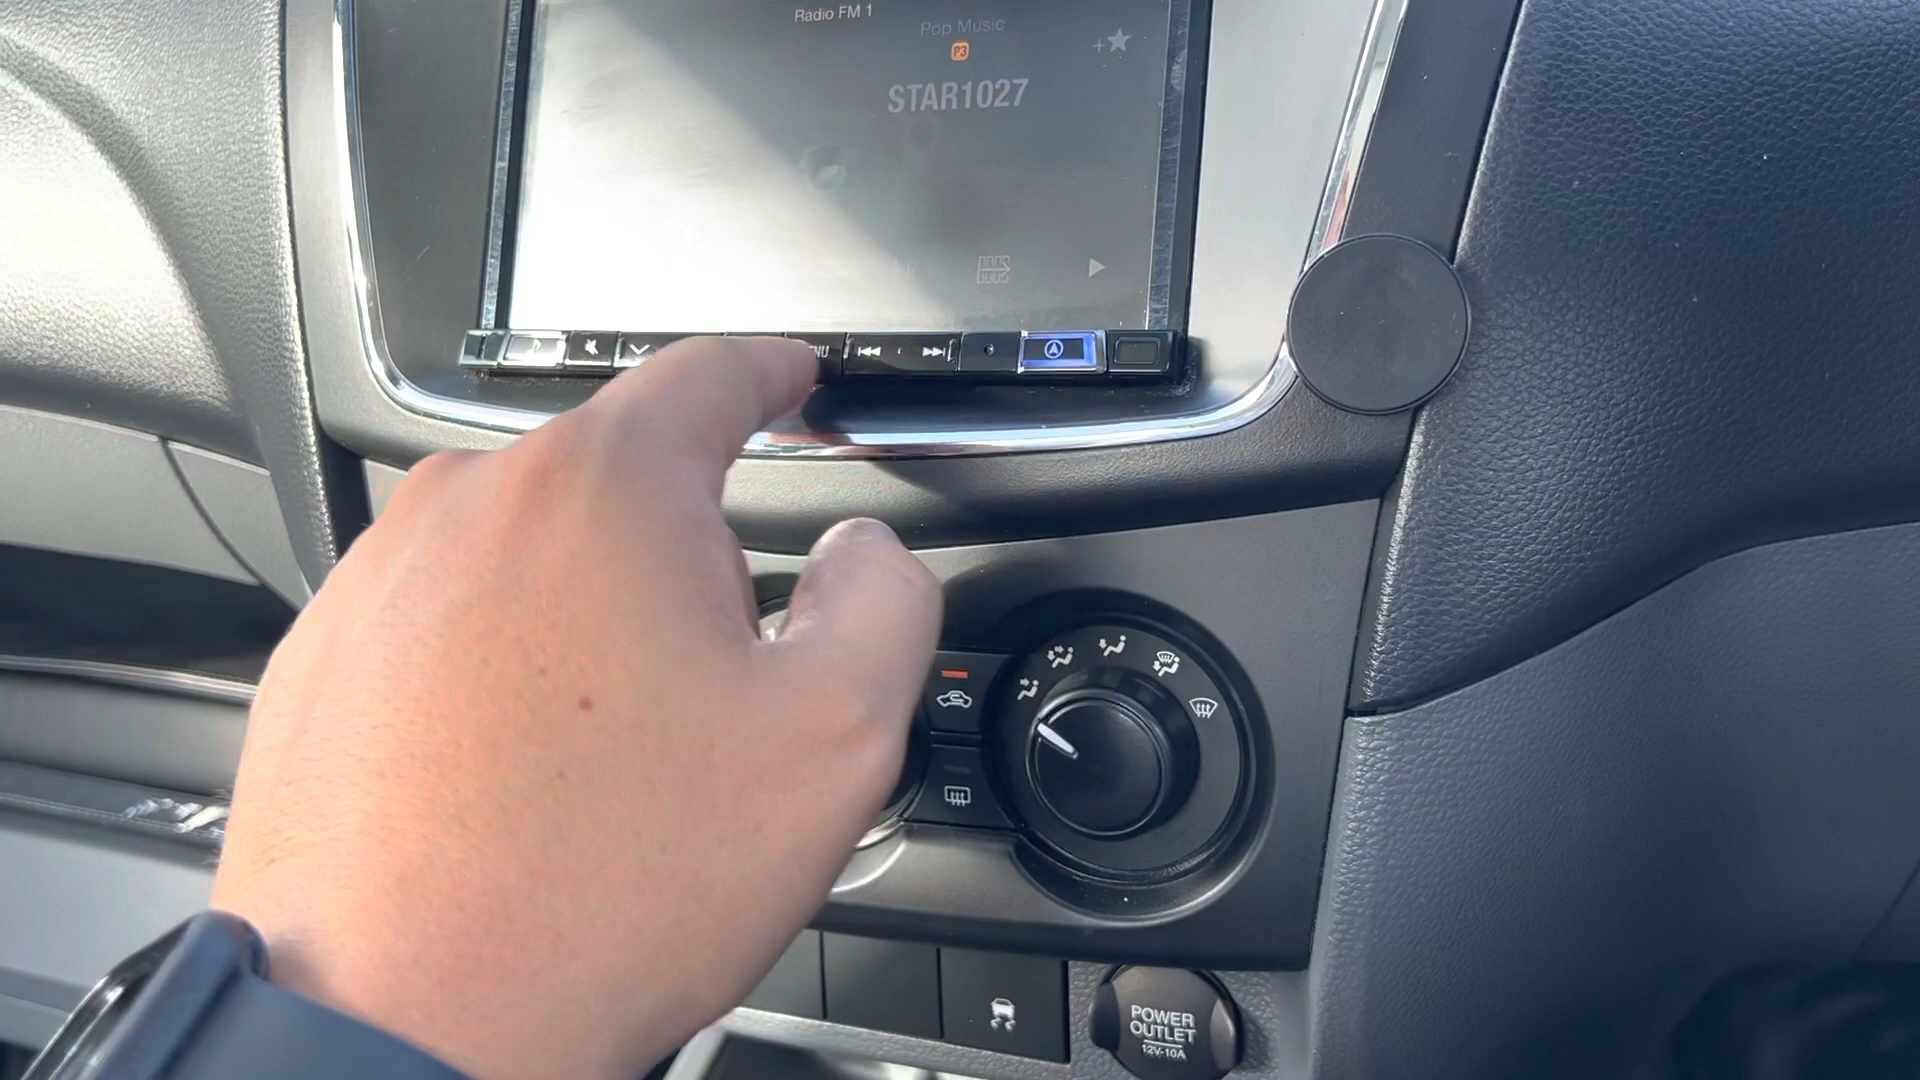 Radio FM 1
Pop Music
P3
STAR1027
POWER
OUTLET
12V-10A